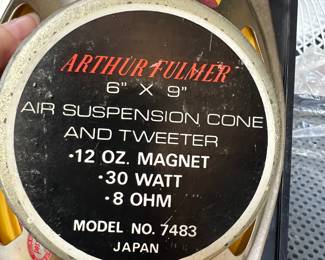 ARTHUR FULMER
6" X 9"
AIR SUSPENSION CONE
AND TWEETER
•12 OZ. MAGNET
•30 WATT
•8 OHM
MODEL NO. 7483
JAPAN